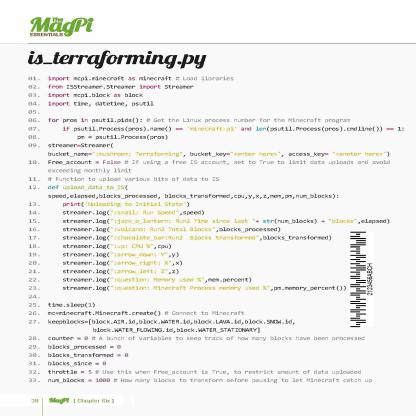 The
MagPi
ESSENTIALS
is_terraforming.py
01. import mcpi.minecraft as minecraft # Load libraries
02. from ISStreamer.Streamer import Streamer
03. import mcpi.block as block
04. import time, datetime, psutil
05.
06. for pros in psutil.pids(): # Get the Linux process number for the Minecraft program
07. if psutil.Process(pros).name() == 'minecraft-pi' and len(psutil.Process(pros).cmdline()) == 1:
08. pm = psutil.Process(pros)
09. streamer=Streamer(
bucket_name=":mushroom: Terraforming", bucket_key="<enter here>", access_key= "<enter here>")
10. Free_account = False # If using a free IS account, set to True to limit data uploads and avoid
exceeding monthly limit
11. # Function to upload various bits of data to IS
12. def upload_data_to_IS(
speed,elapsed,blocks_processed, blocks_transformed,cpu,y,x,z,mem,pm,num_blocks):
13. print('Uploading to Initial State')
14. streamer.log(":snail: Run Speed",speed)
15. streamer.log(":jack_o_lantern: Run2 Time since last "+ str(num_blocks) + "blocks",elapsed)
16. streamer.log(":volcano: Run2 Total Blocks",blocks_processed)
17. streamer.log(":chocolate_bar:Run2 Blocks transformed",blocks_transformed)
18. streamer.log(":up: CPU %",cpu)
19. streamer.log(":arrow_down: Y",y)
20. streamer.log(":arrow_right: X",x)
21. streamer.log(":arrow_left: Z",z)
22. streamer.log(":question: Memory used %",mem.percent)
23. streamer.log(":question: Minecraft Process memory used %",pm.memory_percent())
24.
25. time.sleep(1)
26. mc=minecraft.Minecraft.create() # Connect to Minecraft
27. keepblocks=[block.AIR.id,block.WATER.id,block.LAVA.id,block.SNOW.id,
block.WATER_FLOWING.id,block.WATER_STATIONARY]
28. counter = 0 # A bunch of variables to keep track of how many blocks have been processed
29. blocks_processed = 0
30. blocks_transformed = 0
31. blocks_since = 0
32. throttle = 5 # Use this when Free_account is True, to restrict amount of data uploaded
33. num_blocks = 1000 # How many blocks to transform before pausing to let Minecraft catch up
MagPi [ Chapter Six ]